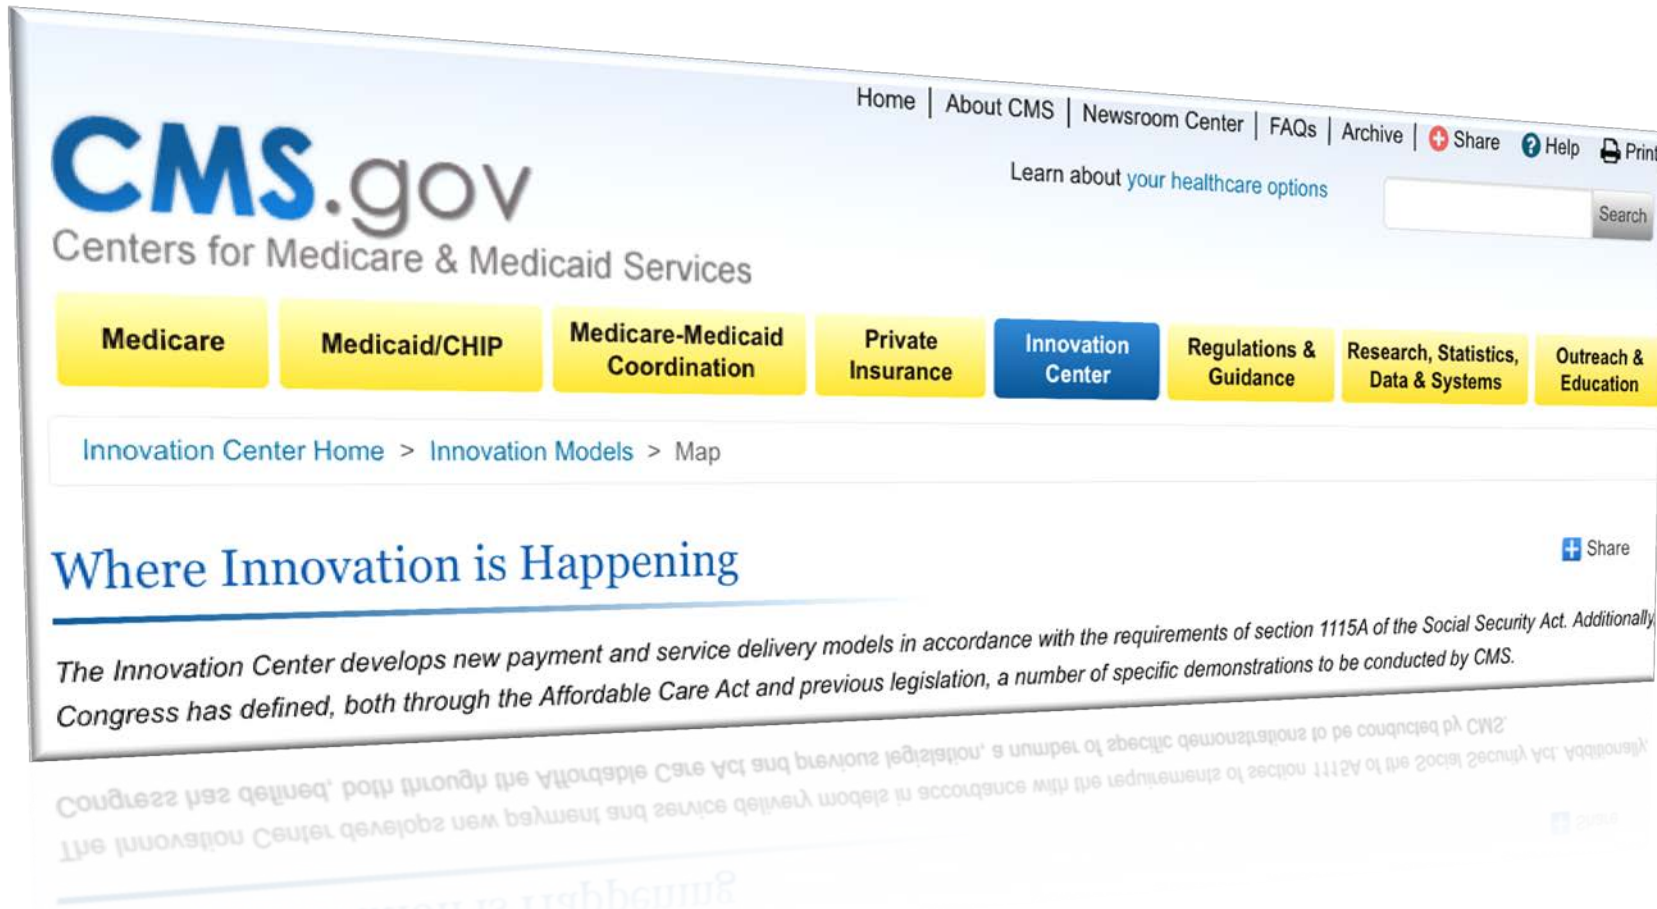 Home | About CMS | Newsroom Center | FAQs | Archive | Share Help Print
CMS.gov
Learn about your healthcare options
Search
Centers for Medicare & Medicaid Services
Medicare
Medicaid/CHIP
Medicare-Medicaid
Coordination
Private
Insurance
Innovation
Center
Regulations &
Guidance
Research, Statistics,
Data & Systems
Outreach &
Education
Innovation Center Home > Innovation Models > Map
Where Innovation is Happening
Share
The Innovation Center develops new payment and service delivery models in accordance with the requirements of section 1115A of the Social Security Act. Additionally,
Congress has defined, both through the Affordable Care Act and previous legislation, a number of specific demonstrations to be conducted by CMS.